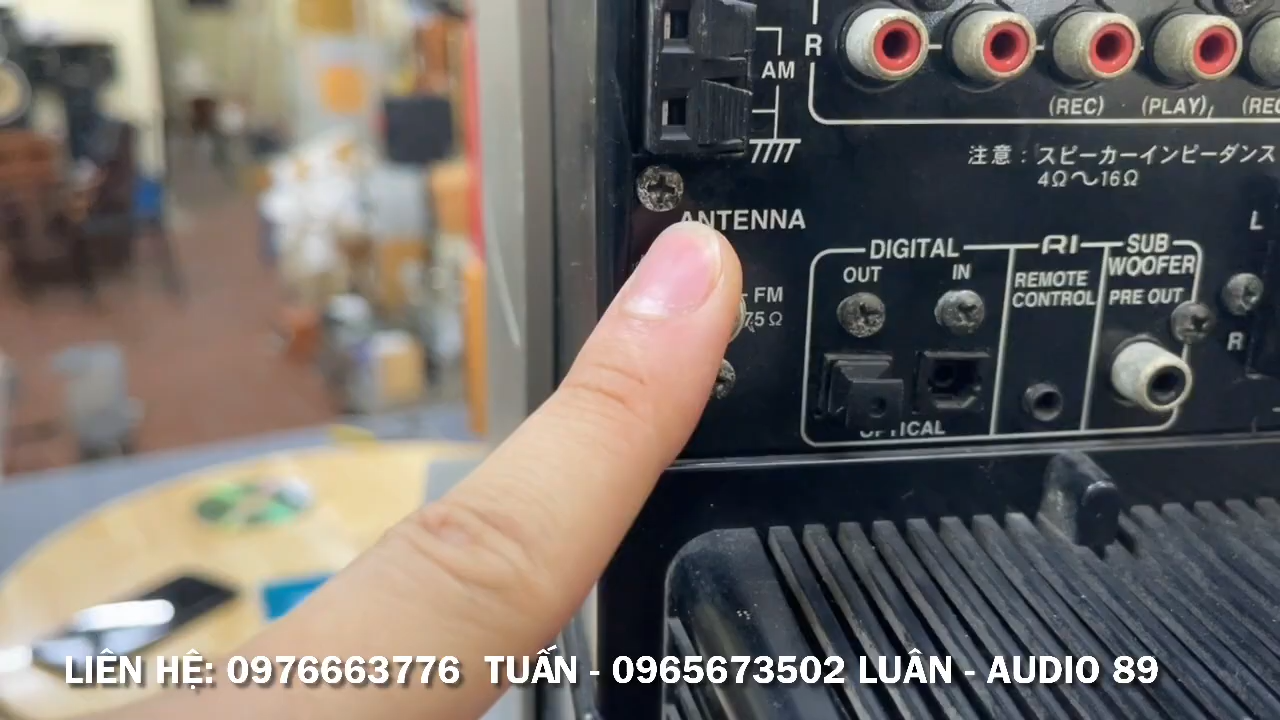 R
AM
(REC) (PLAY) (REC
注意：スピーカーインピーダンス
4Ω〜16Ω
ANTENNA
L
DIGITAL
RI
SUB
WOOFER
OUT
IN
REMOTE
CONTROL
PRE OUT
FM
75Ω
R
OPTICAL
LIÊN HỆ: 0976663776 TUẤN - 0965673502 LUÂN - AUDIO 89